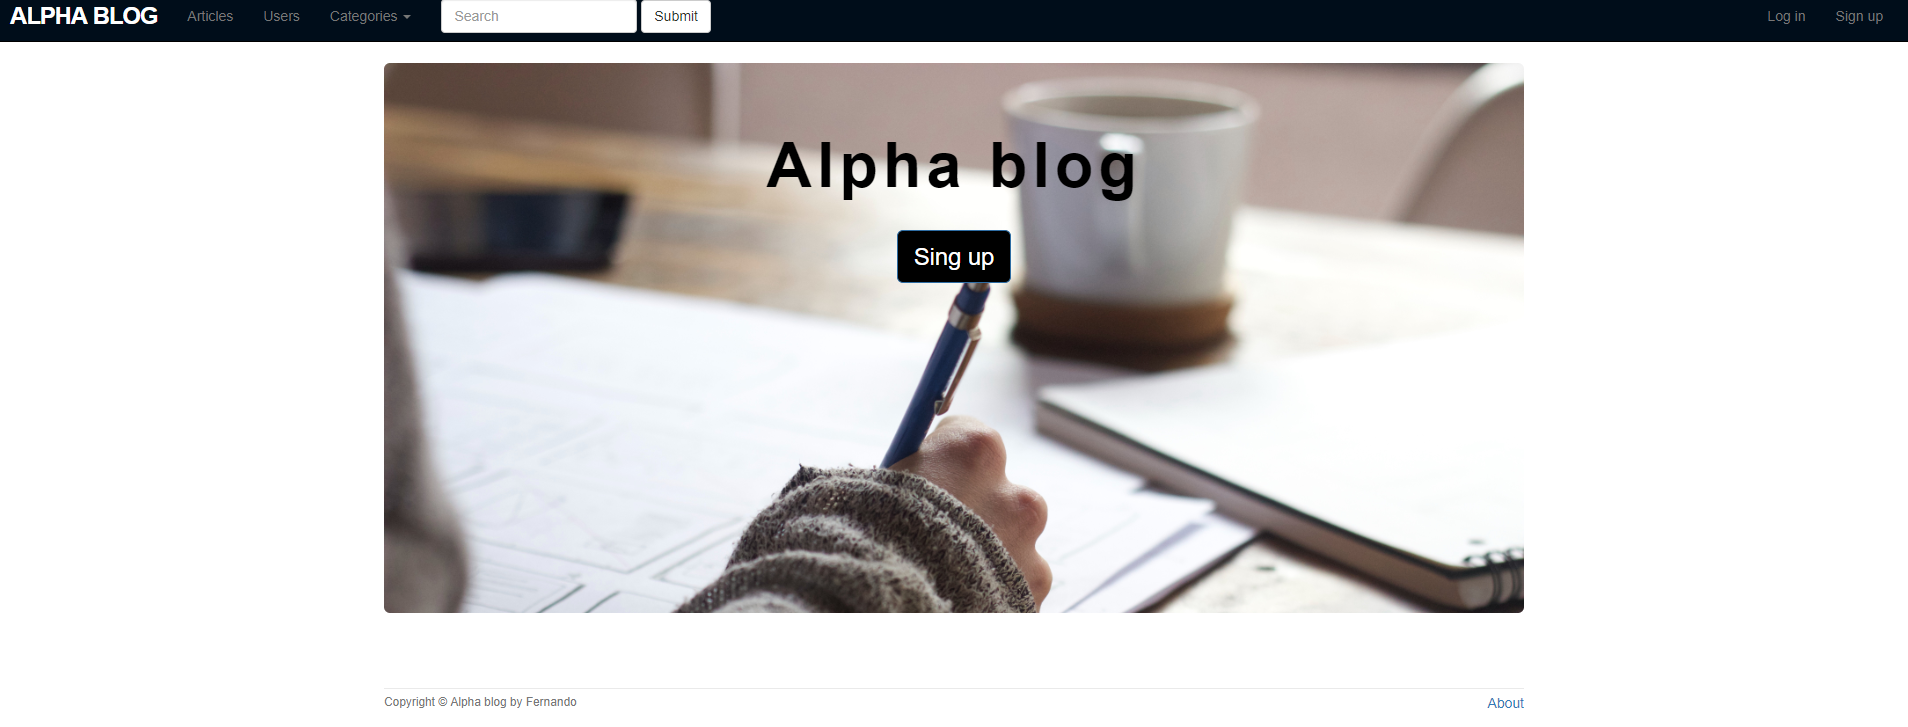 ALPHA BLOG Articles Users Categories Search Submit Log in Sign up
Alpha blog
Sing up
Copyright © Alpha blog by Fernando About